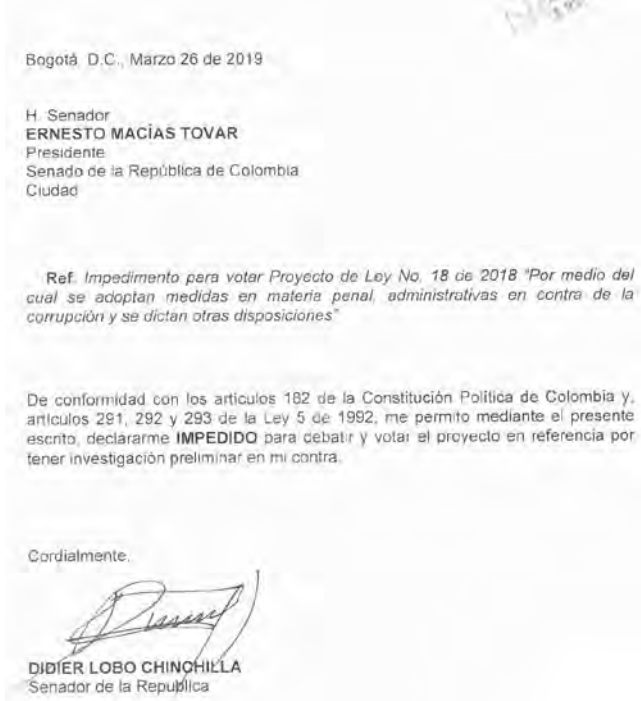 Bogotá D.C., Marzo 26 de 2019
H. Senador
ERNESTO MACÍAS TOVAR
Presidente
Senado de la República de Colombia
Ciudad
Ref. Impedimento para votar Proyecto de Ley No. 18 de 2018 "Por medio del
cual se adoptan medidas en materia penal, administrativas en contra de la
corrupción y se dictan otras disposiciones"
De conformidad con los artículos 182 de la Constitución Política de Colombia y,
artículos 291, 292 y 293 de la Ley 5 de 1992, me permito mediante el presente
escrito, declárarme IMPEDIDO para debatir y votar el proyecto en referencia por
tener investigación preliminar en mi contra.
Cordialmente,
DIDIER LOBO CHINCHILLA
Senador de la Republica